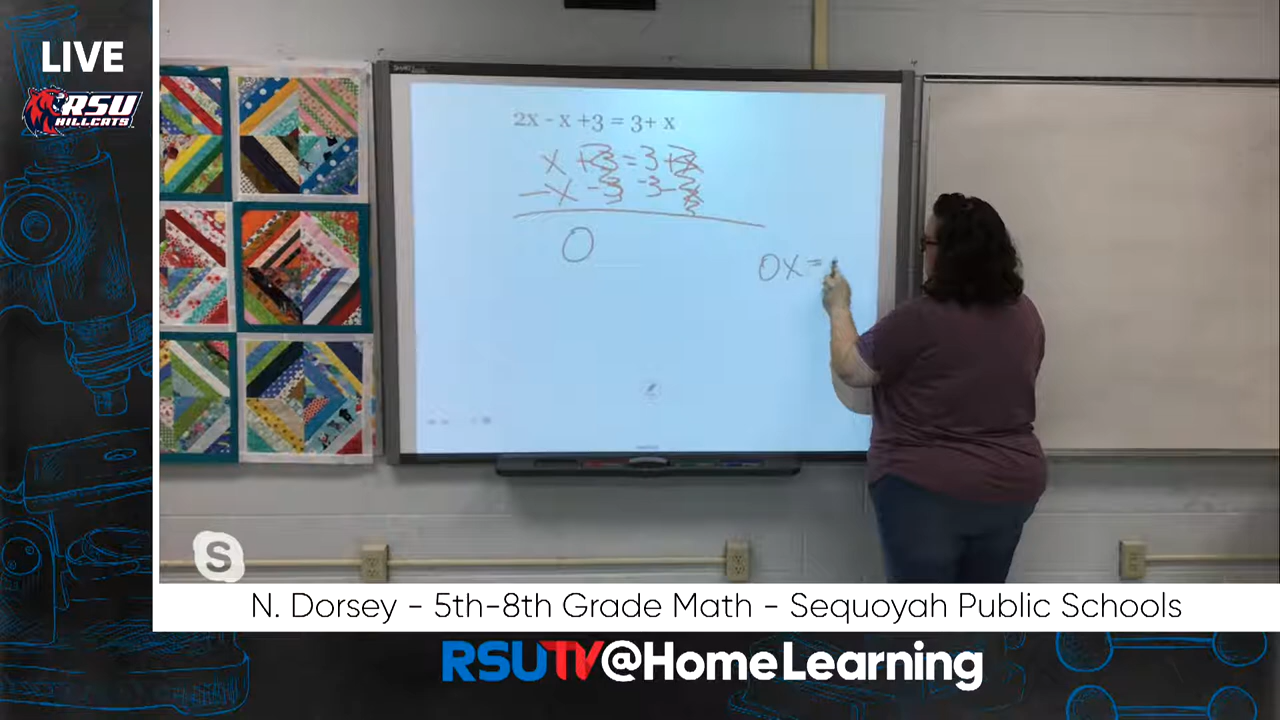 LIVE
RSU
HILLCATS
SMART
2x - x +3 = 3+ x
x +3 = 3 +x
-x -3 -3 -x
0
0x =
S
N. Dorsey - 5th-8th Grade Math - Sequoyah Public Schools
RSUTV@HomeLearning